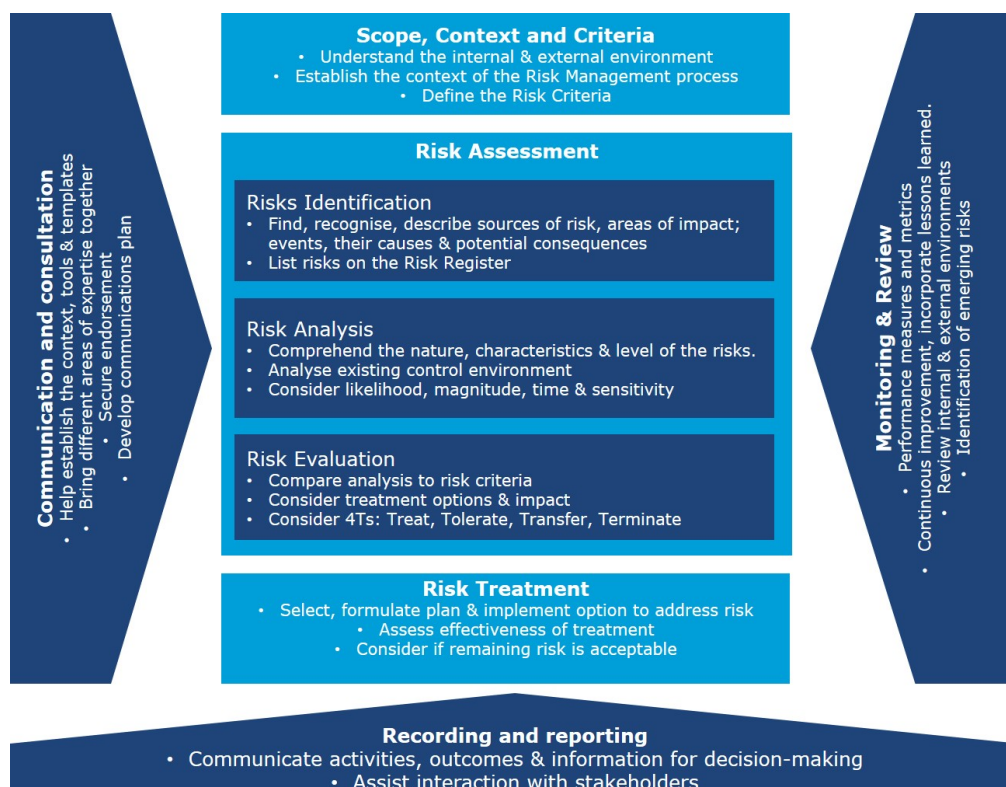 Scope, Context and Criteria
• Understand the internal & external environment
• Establish the context of the Risk Management process
• Define the Risk Criteria
Communication and consultation
• Help establish the context, tools & templates
• Bring different areas of expertise together
• Secure endorsement
• Develop communications plan
Risk Assessment
Risks Identification
• Find, recognise, describe sources of risk, areas of impact;
events, their causes & potential consequences
• List risks on the Risk Register
Risk Analysis
• Comprehend the nature, characteristics & level of the risks.
• Analyse existing control environment
• Consider likelihood, magnitude, time & sensitivity
Risk Evaluation
• Compare analysis to risk criteria
• Consider treatment options & impact
• Consider 4Ts: Treat, Tolerate, Transfer, Terminate
Monitoring & Review
• Performance measures and metrics
• Continuous improvement, incorporate lessons learned.
• Review internal & external environments
• Identification of emerging risks
Risk Treatment
• Select, formulate plan & implement option to address risk
• Assess effectiveness of treatment
• Consider if remaining risk is acceptable
Recording and reporting
• Communicate activities, outcomes & information for decision-making
• Assist interaction with stakeholders